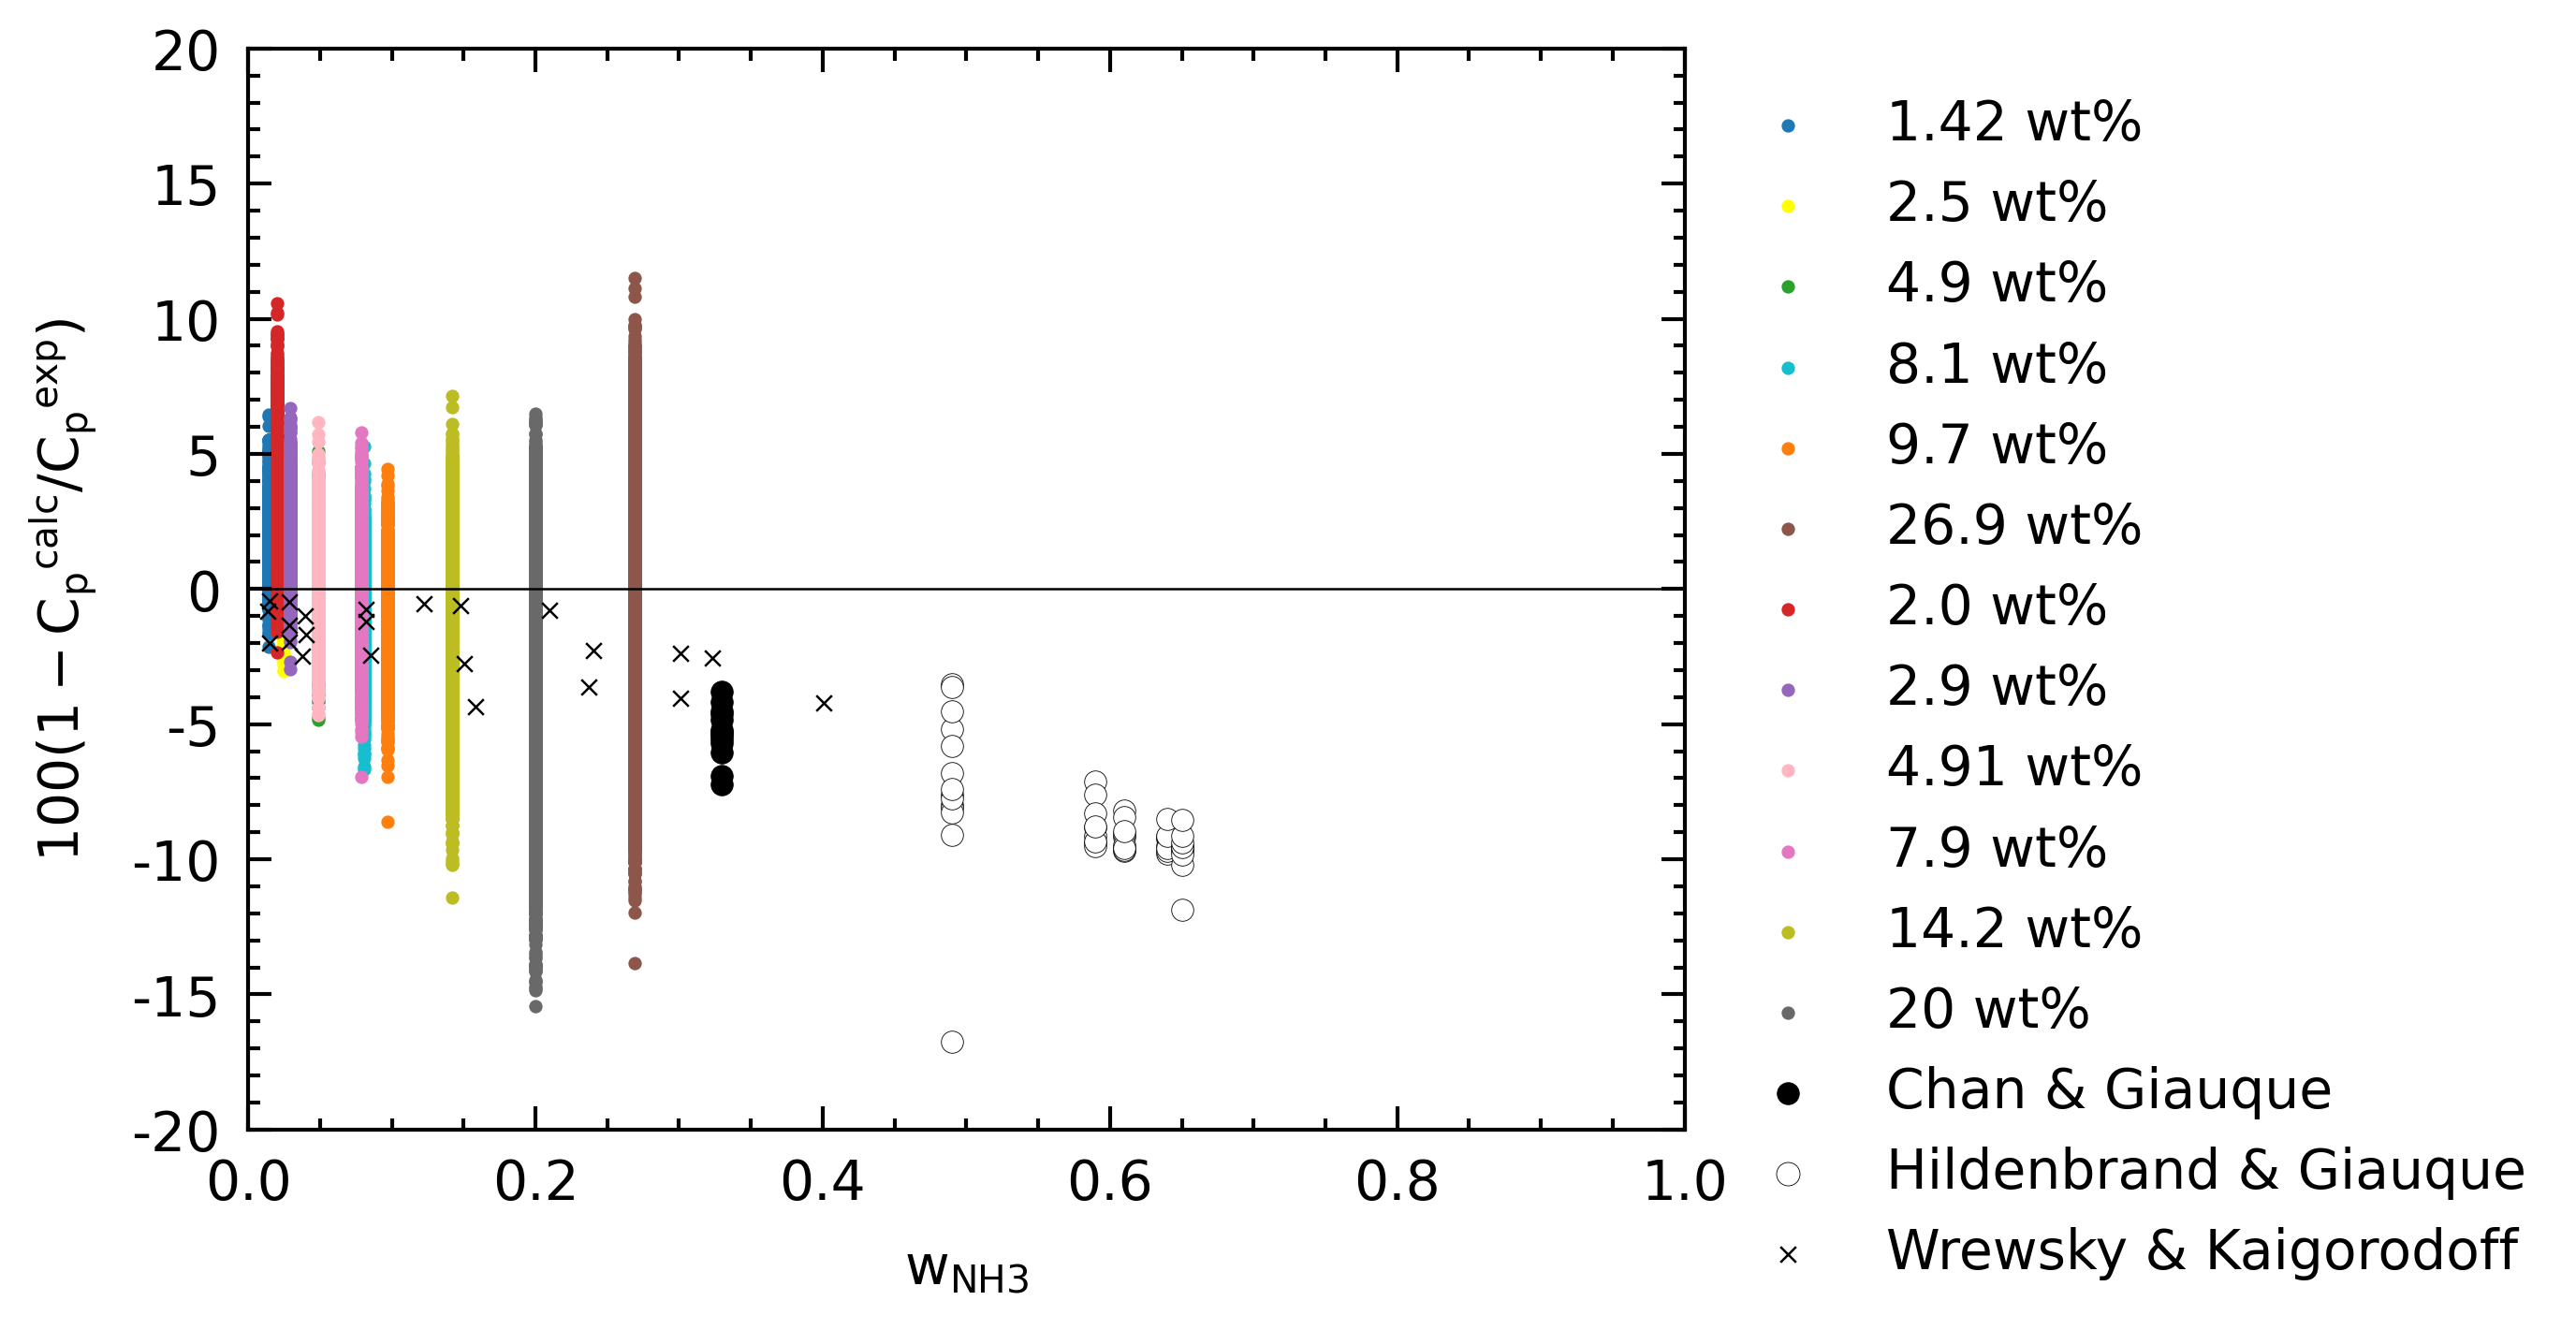 20
15
10
5
0
-5
-10
-15
-20
0.0 0.2 0.4 0.6 0.8 1.0
100(1 − Cp calc/Cp exp)
wNH3
1.42 wt%
2.5 wt%
4.9 wt%
8.1 wt%
9.7 wt%
26.9 wt%
2.0 wt%
2.9 wt%
4.91 wt%
7.9 wt%
14.2 wt%
20 wt%
Chan & Giauque
Hildenbrand & Giauque
Wrewsky & Kaigorodoff